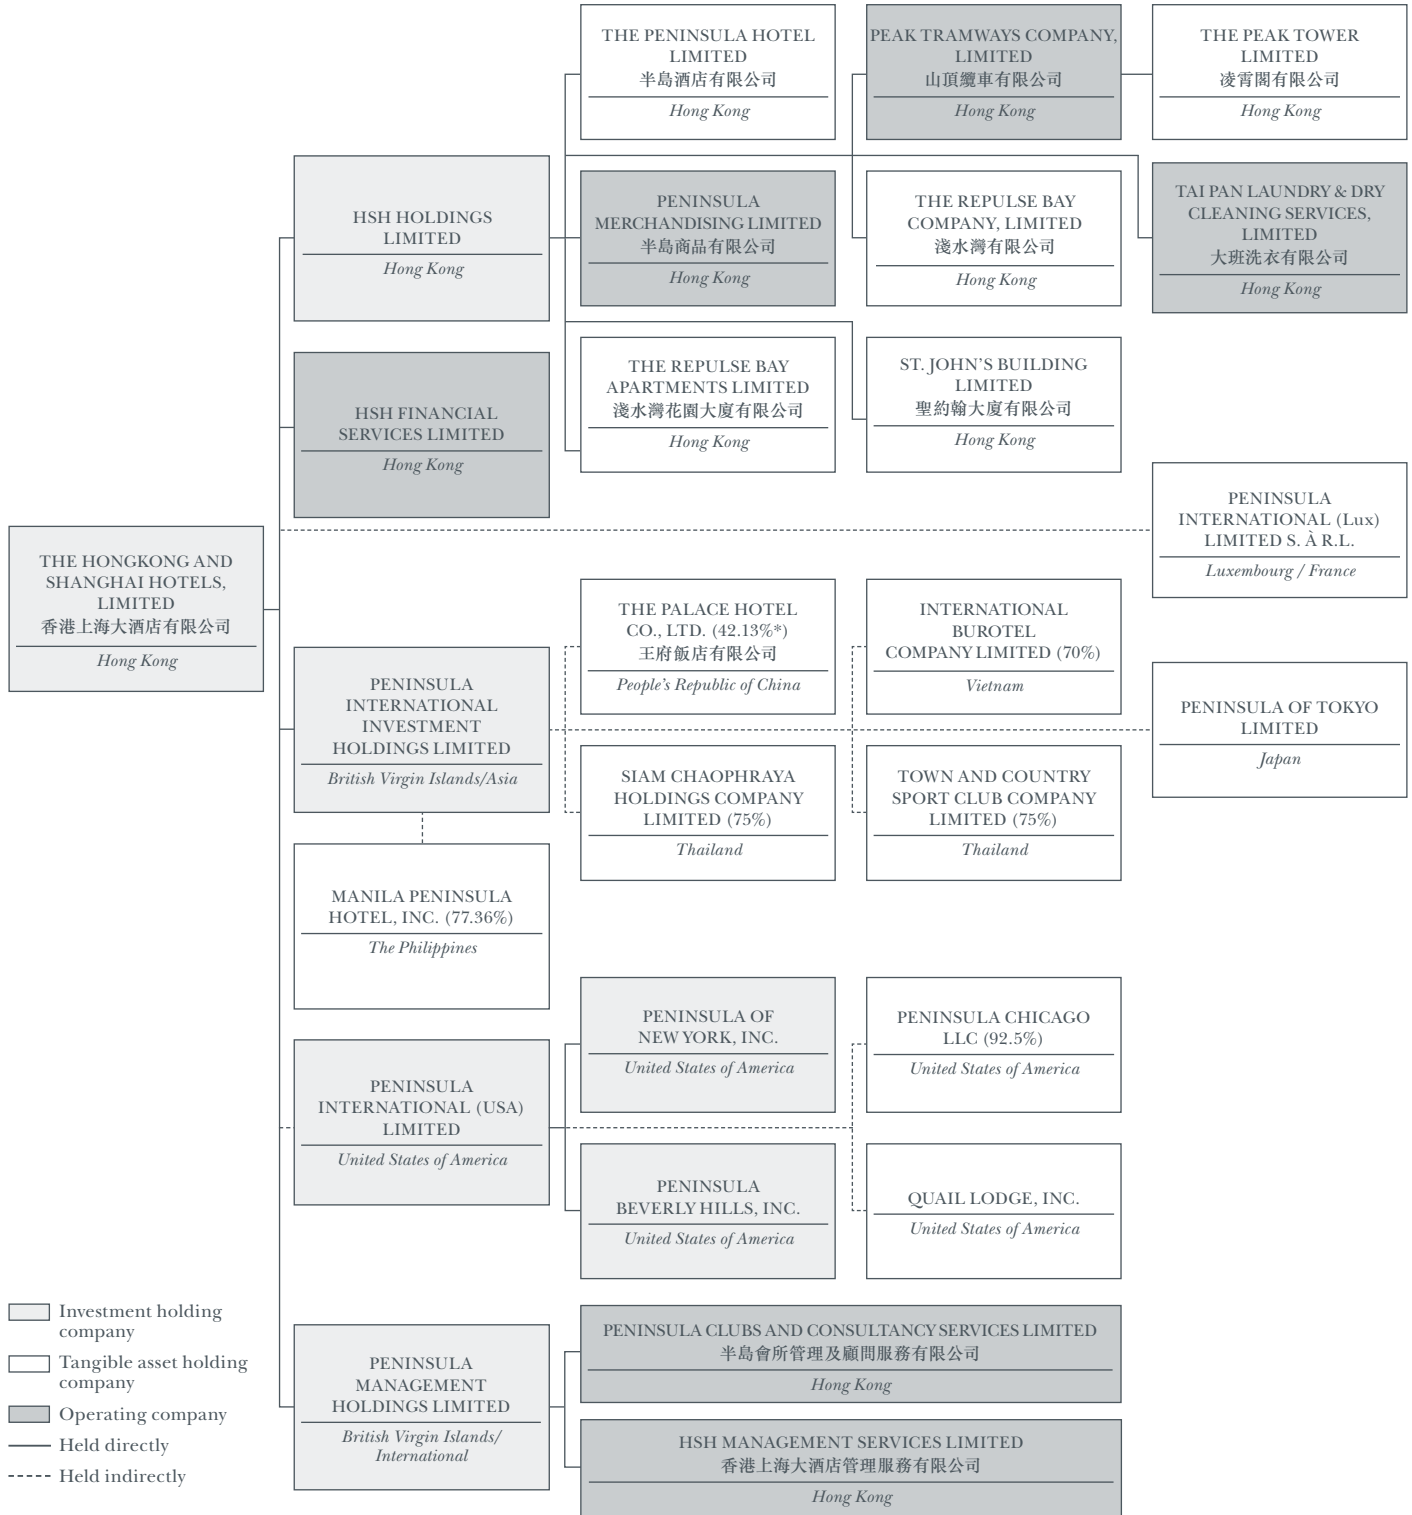 THE HONGKONG AND
SHANGHAI HOTELS,
LIMITED
香港上海大酒店有限公司
Hong Kong
HSH HOLDINGS
LIMITED
Hong Kong
THE PENINSULA HOTEL
LIMITED
半島酒店有限公司
Hong Kong
PEAK TRAMWAYS COMPANY,
LIMITED
山頂纜車有限公司
Hong Kong
THE PEAK TOWER
LIMITED
凌霄閣有限公司
Hong Kong
PENINSULA
MERCHANDISING LIMITED
半島商品有限公司
Hong Kong
THE REPULSE BAY
COMPANY, LIMITED
淺水灣有限公司
Hong Kong
TAI PAN LAUNDRY & DRY
CLEANING SERVICES,
LIMITED
大班洗衣有限公司
Hong Kong
THE REPULSE BAY
APARTMENTS LIMITED
淺水灣花園大廈有限公司
Hong Kong
ST. JOHN'S BUILDING
LIMITED
聖約翰大廈有限公司
Hong Kong
HSH FINANCIAL
SERVICES LIMITED
Hong Kong
PENINSULA
INTERNATIONAL (Lux)
LIMITED S. À R.L.
Luxembourg / France
PENINSULA
INTERNATIONAL
INVESTMENT
HOLDINGS LIMITED
British Virgin Islands/Asia
THE PALACE HOTEL
CO., LTD. (42.13%*)
王府飯店有限公司
People's Republic of China
INTERNATIONAL
BUROTEL
COMPANY LIMITED (70%)
Vietnam
PENINSULA OF TOKYO
LIMITED
Japan
SIAM CHAOPHRAYA
HOLDINGS COMPANY
LIMITED (75%)
Thailand
TOWN AND COUNTRY
SPORT CLUB COMPANY
LIMITED (75%)
Thailand
MANILA PENINSULA
HOTEL, INC. (77.36%)
The Philippines
PENINSULA
INTERNATIONAL (USA)
LIMITED
United States of America
PENINSULA OF
NEW YORK, INC.
United States of America
PENINSULA CHICAGO
LLC (92.5%)
United States of America
PENINSULA
BEVERLY HILLS, INC.
United States of America
QUAIL LODGE, INC.
United States of America
PENINSULA
MANAGEMENT
HOLDINGS LIMITED
British Virgin Islands/
International
PENINSULA CLUBS AND CONSULTANCY SERVICES LIMITED
半島會所管理及顧問服務有限公司
Hong Kong
HSH MANAGEMENT SERVICES LIMITED
香港上海大酒店管理服務有限公司
Hong Kong
Investment holding
company
Tangible asset holding
company
Operating company
Held directly
Held indirectly